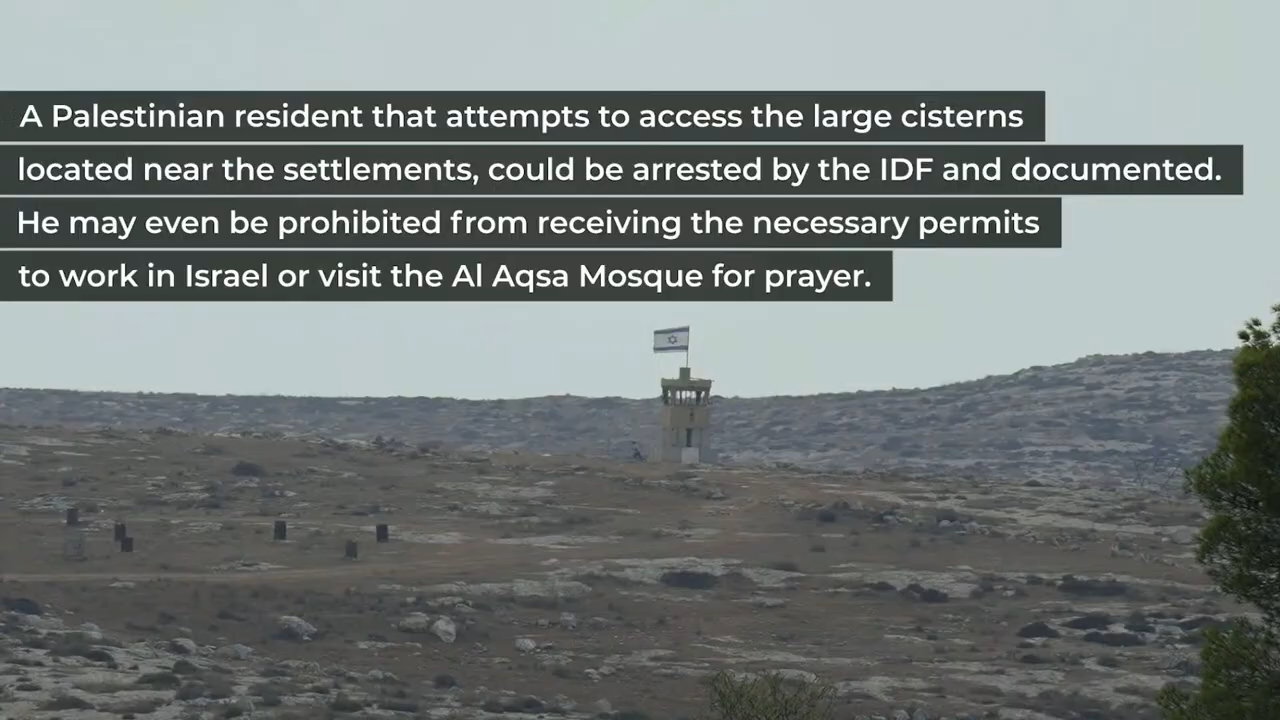 A Palestinian resident that attempts to access the large cisterns
located near the settlements, could be arrested by the IDF and documented.
He may even be prohibited from receiving the necessary permits
to work in Israel or visit the Al Aqsa Mosque for prayer.